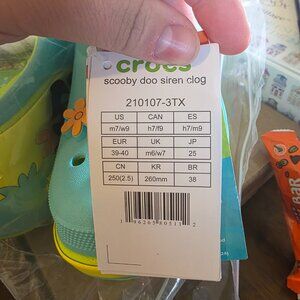 crocs
scooby doo siren clog
210107-3TX
US CAN ES
m7/w9 h7/f9 h7/m9
EUR UK JP
39-40 m6/w7 25
CN KR BR
250(2.5) 260mm 38
BAR